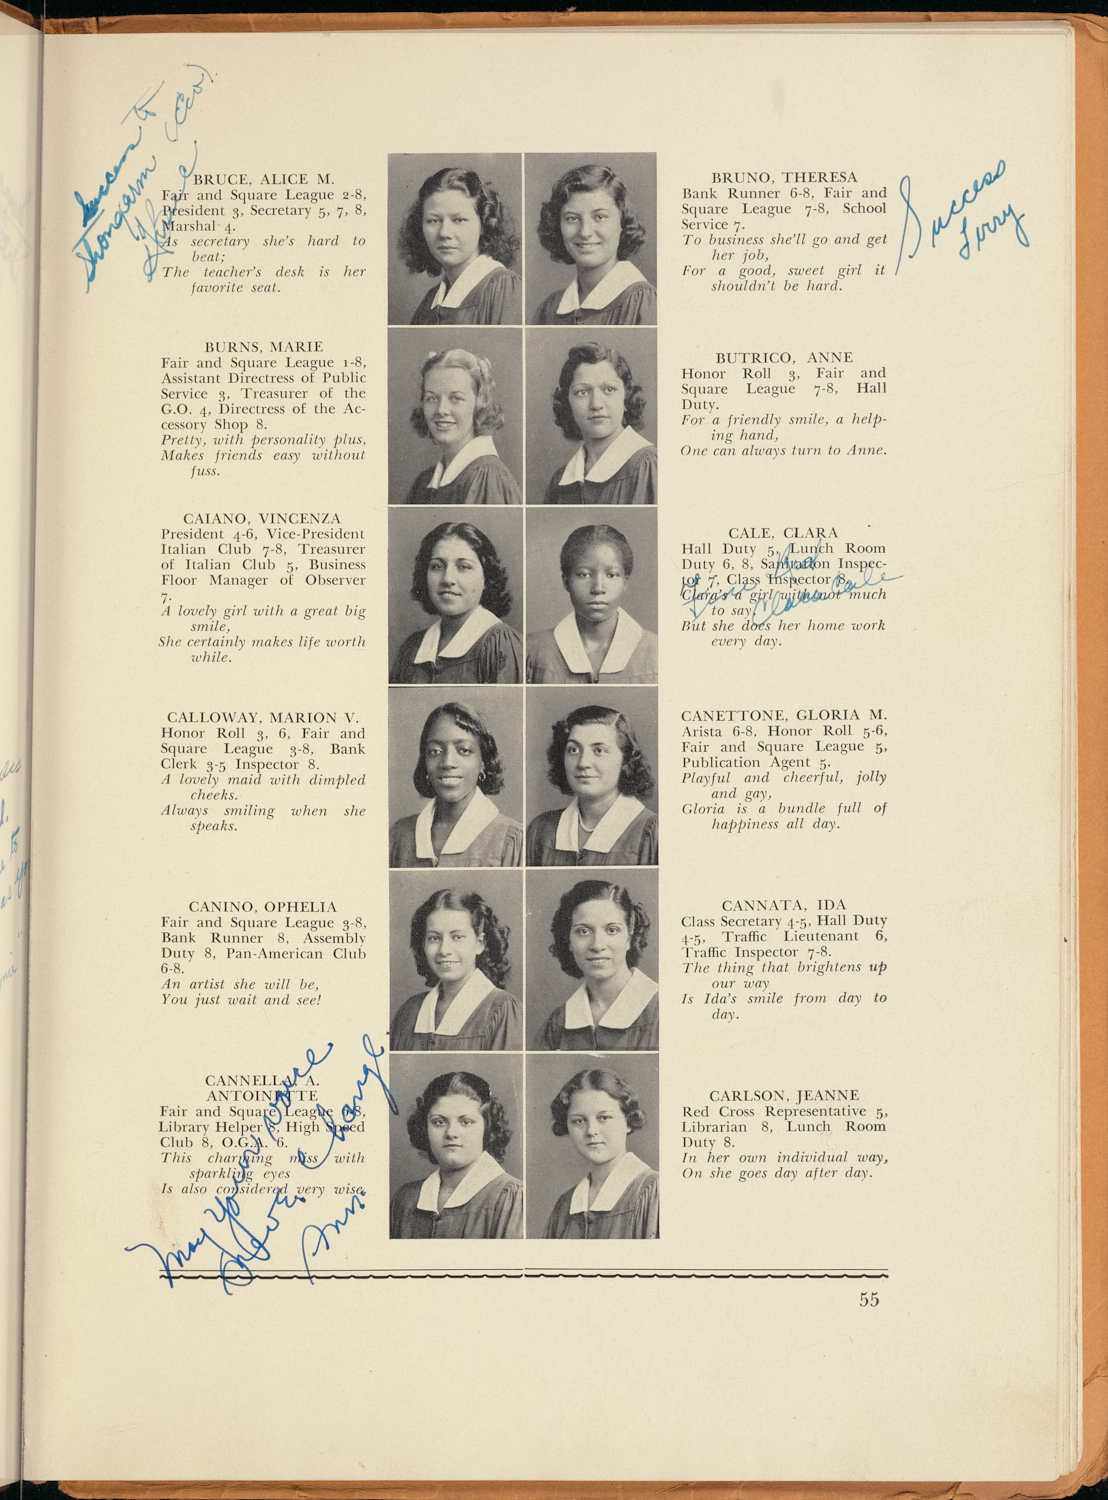 Success to
BRUCE, ALICE M.
Fair and Square League 2-8,
President 3, Secretary 5, 7, 8,
Marshal 4.
As secretary she's hard to
beat;
The teacher's desk is her
favorite seat.
BRUNO, THERESA
Bank Runner 6-8, Fair and
Square League 7-8, School
Service 7.
To business she'll go and get
her job,
For a good, sweet girl it
shouldn't be hard.
Success
Terry
BURNS, MARIE
Fair and Square League 1-8,
Assistant Directress of Public
Service 3, Treasurer of the
G.O. 4, Directress of the Ac-
cessory Shop 8.
Pretty, with personality plus,
Makes friends easy without
fuss.
BUTRICO, ANNE
Honor Roll 3, Fair and
Square League 7-8, Hall
Duty.
For a friendly smile, a help-
ing hand,
One can always turn to Anne.
CAIANO, VINCENZA
President 4-6, Vice-President
Italian Club 7-8, Treasurer
of Italian Club 5, Business
Floor Manager of Observer
7.
A lovely girl with a great big
smile,
She certainly makes life worth
while.
CALE, CLARA
Hall Duty 5, Lunch Room
Duty 6, 8, Sanitation Inspec-
tor 7, Class Inspector 8.
Clara's a girl with not much
to say,
But she does her home work
every day.
Clara Cale
CALLOWAY, MARION V.
Honor Roll 3, 6, Fair and
Square League 3-8, Bank
Clerk 3-5 Inspector 8.
A lovely maid with dimpled
cheeks.
Always smiling when she
speaks.
CANETTONE, GLORIA M.
Arista 6-8, Honor Roll 5-6,
Fair and Square League 5,
Publication Agent 5.
Playful and cheerful, jolly
and gay,
Gloria is a bundle full of
happiness all day.
CANINO, OPHELIA
Fair and Square League 3-8,
Bank Runner 8, Assembly
Duty 8, Pan-American Club
6-8.
An artist she will be,
You just wait and see!
CANNATA, IDA
Class Secretary 4-5, Hall Duty
4-5, Traffic Lieutenant 6,
Traffic Inspector 7-8.
The thing that brightens up
our way
Is Ida's smile from day to
day.
CANNELLA, A.
ANTOINETTE
Fair and Square League 8,
Library Helper 8, High Speed
Club 8, O.G.A. 6.
This charming miss with
sparkling eyes
Is also considered very wise.
May Your voice
Never Change
Ann.
CARLSON, JEANNE
Red Cross Representative 5,
Librarian 8, Lunch Room
Duty 8.
In her own individual way,
On she goes day after day.
55